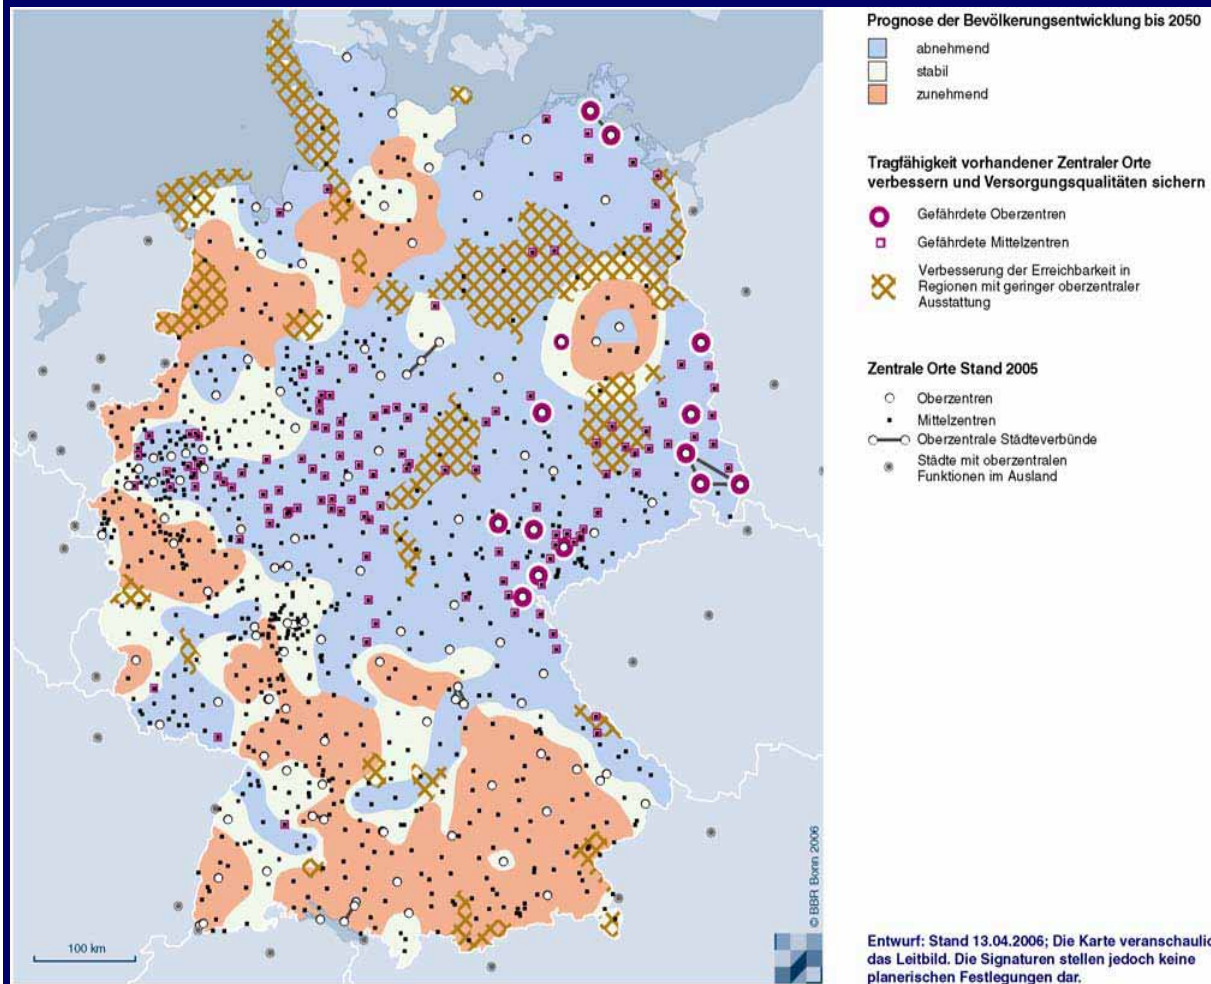 Prognose der Bevölkerungsentwicklung bis 2050
abnehmend
stabil
zunehmend
Tragfähigkeit vorhandener Zentraler Orte
verbessern und Versorgungsqualitäten sichern
Gefährdete Oberzentren
Gefährdete Mittelzentren
Verbesserung der Erreichbarkeit in
Regionen mit geringer oberzentraler
Ausstattung
Zentrale Orte Stand 2005
Oberzentren
Mittelzentren
Oberzentrale Städteverbünde
Städte mit oberzentralen
Funktionen im Ausland
100 km
© BBR Bonn 2006
Entwurf: Stand 13.04.2006; Die Karte veranschaulic
das Leitbild. Die Signaturen stellen jedoch keine
planerischen Festlegungen dar.